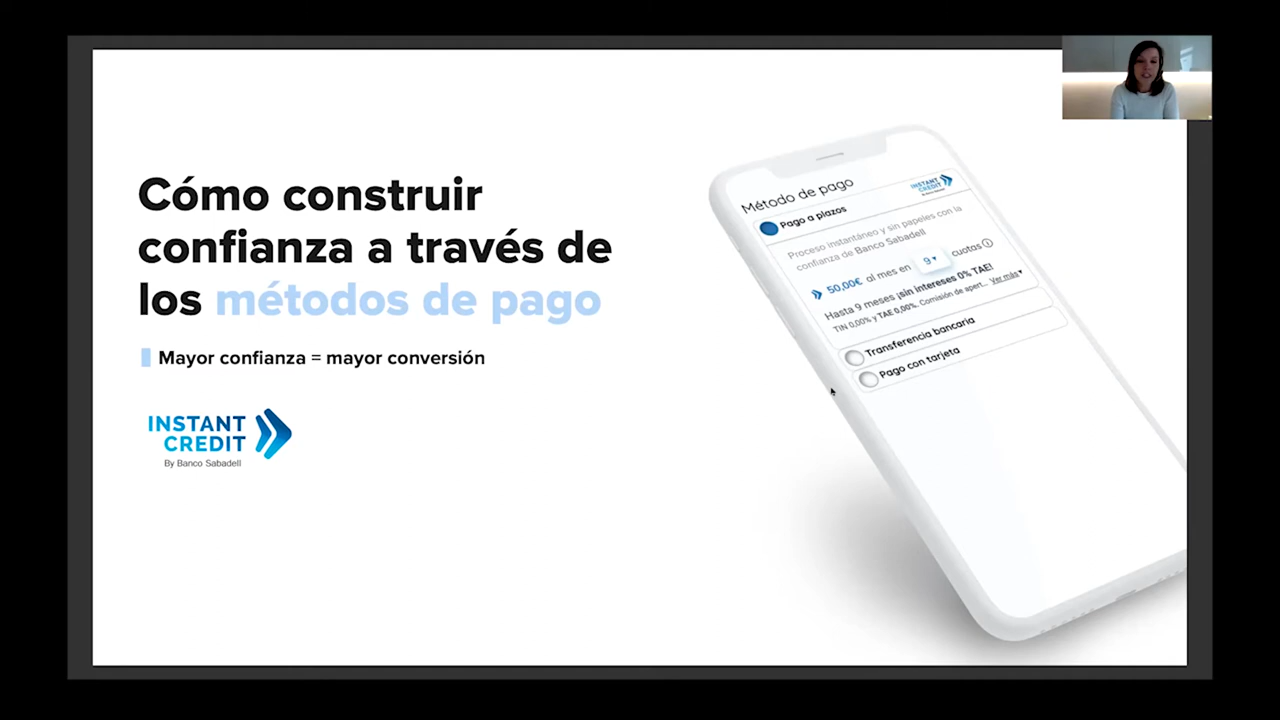 Cómo construir
confianza a través de
los métodos de pago
Mayor confianza = mayor conversión
INSTANT
CREDIT
By Banco Sabadell
Método de pago
INSTANT
CREDIT
Pago a plazos
Proceso instantáneo y sin papeles con la
confianza de Banco Sabadell
50,00€ al mes en 9 cuotas
Hasta 9 meses ¡sin intereses 0% TAE!
TIN 0,00% y TAE 0,00%. Comisión de apert... Ver más
Transferencia bancaria
Pago con tarjeta